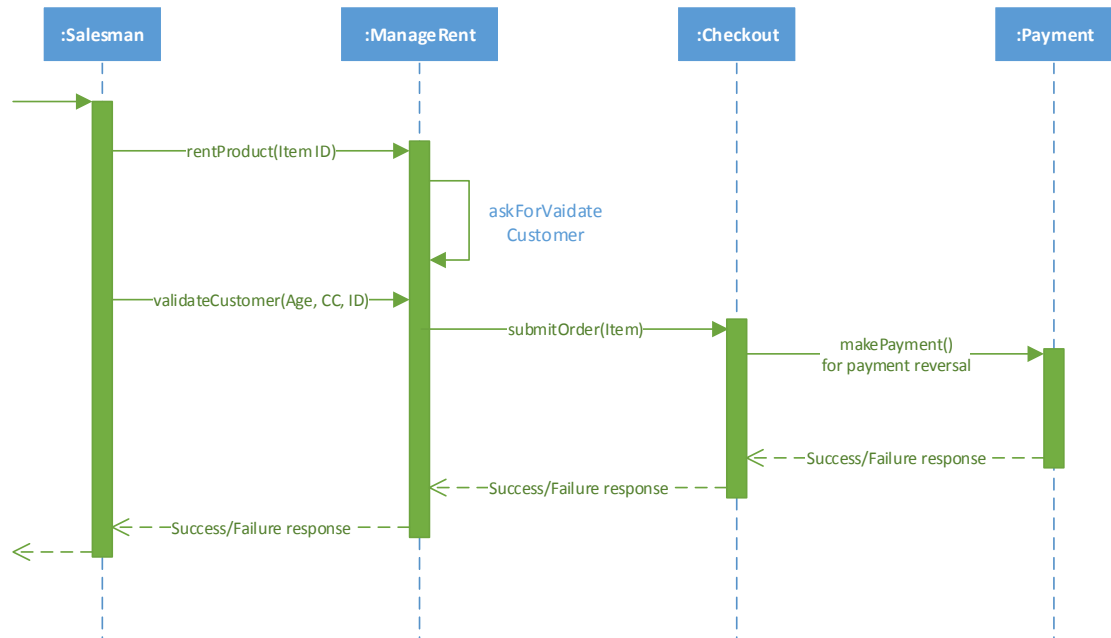 :Salesman
:ManageRent
:Checkout
:Payment
rentProduct(Item ID)
askForVaidate
Customer
validateCustomer(Age, CC, ID)
submitOrder(Item)
makePayment()
for payment reversal
Success/Failure response
Success/Failure response
Success/Failure response